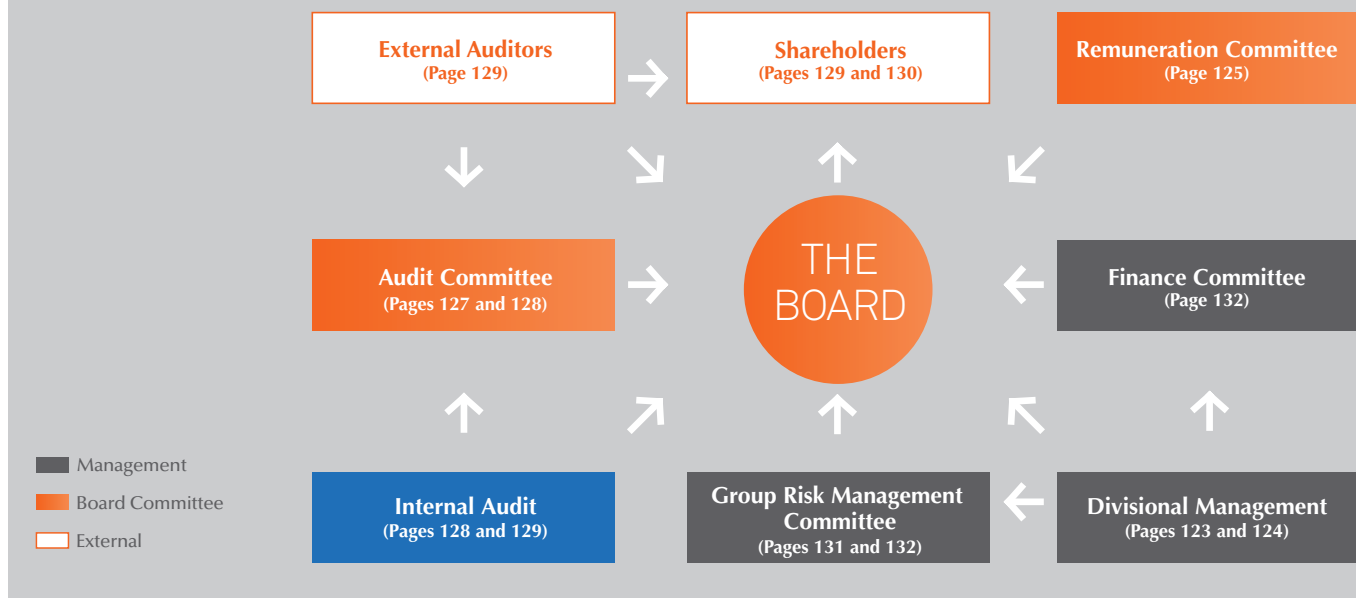 External Auditors
(Page 129)
Shareholders
(Pages 129 and 130)
Remuneration Committee
(Page 125)
Audit Committee
(Pages 127 and 128)
THE
BOARD
Finance Committee
(Page 132)
Management
Board Committee
External
Internal Audit
(Pages 128 and 129)
Group Risk Management
Committee
(Pages 131 and 132)
Divisional Management
(Pages 123 and 124)